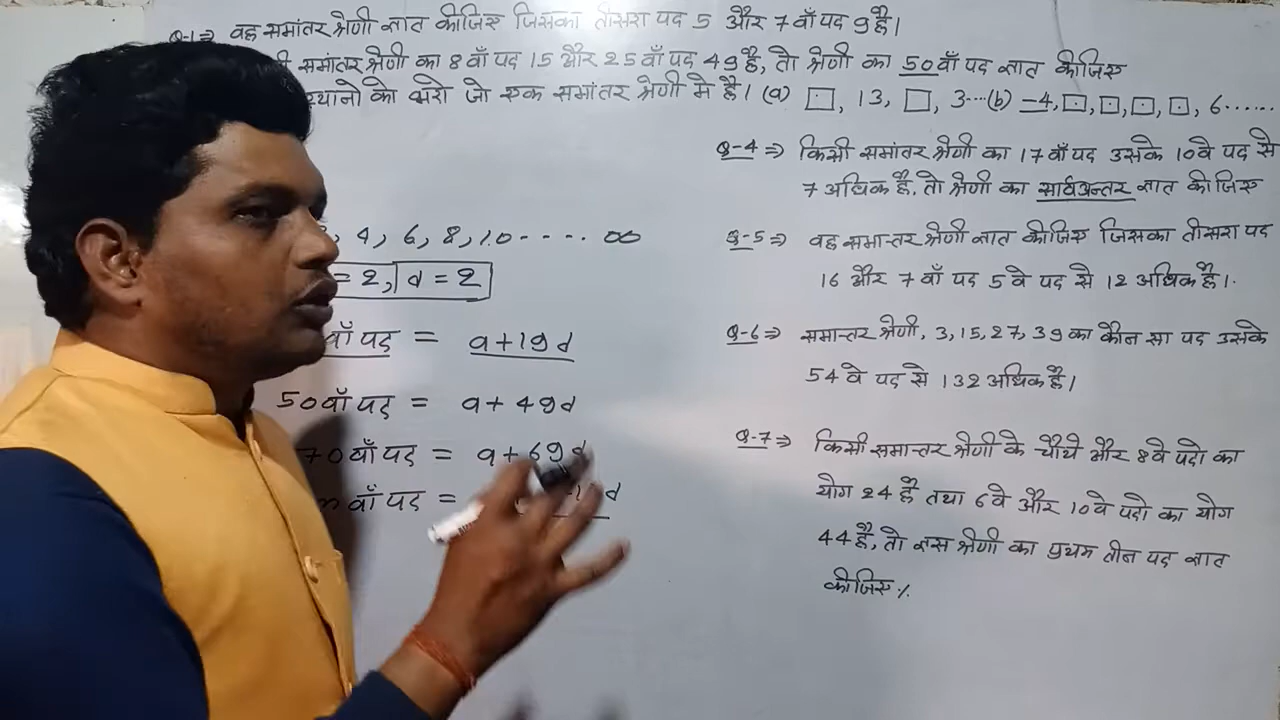 Q-1⇒ वह समांतर श्रेणी ज्ञात कीजिए जिसका तीसरा पद 5 और 7 वाँ पद 9 है।
समांतर श्रेणी का 8 वाँ पद 15 और 25 वाँ पद 49 है, तो श्रेणी का 50 वाँ पद ज्ञात कीजिए
को भरो जो एक समांतर श्रेणी मे है। (a) □, 13, □, 3---(b) -4, □, □, □, □, 6......
Q-4⇒ किसी समांतर श्रेणी का 17 वाँ पद उसके 10 वे पद से
7 अधिक है, तो श्रेणी का सार्वअन्तर ज्ञात कीजिए
, 4, 6, 8, 10 - - - - . ∞
= 2, d = 2
Q-5⇒ वह समान्तर श्रेणी ज्ञात कीजिए जिसका तीसरा पद
16 और 7 वाँ पद 5 वे पद से 12 अधिक है।.
वाँ पद = a+19d
Q-6⇒ समान्तर श्रेणी, 3, 15, 27, 39 का कौन सा पद उसके
54 वे पद से 132 अधिक है।
50 वाँ पद = a + 49d
70 वाँ पद = a + 69d
n वाँ पद =
Q-7⇒ किसी समान्तर श्रेणी के चौथे और 8 वे पदो का
योग 24 है तथा 6 वे और 10 वे पदो का योग
44 है, तो इस श्रेणी का प्रथम तीन पद ज्ञात
कीजिए